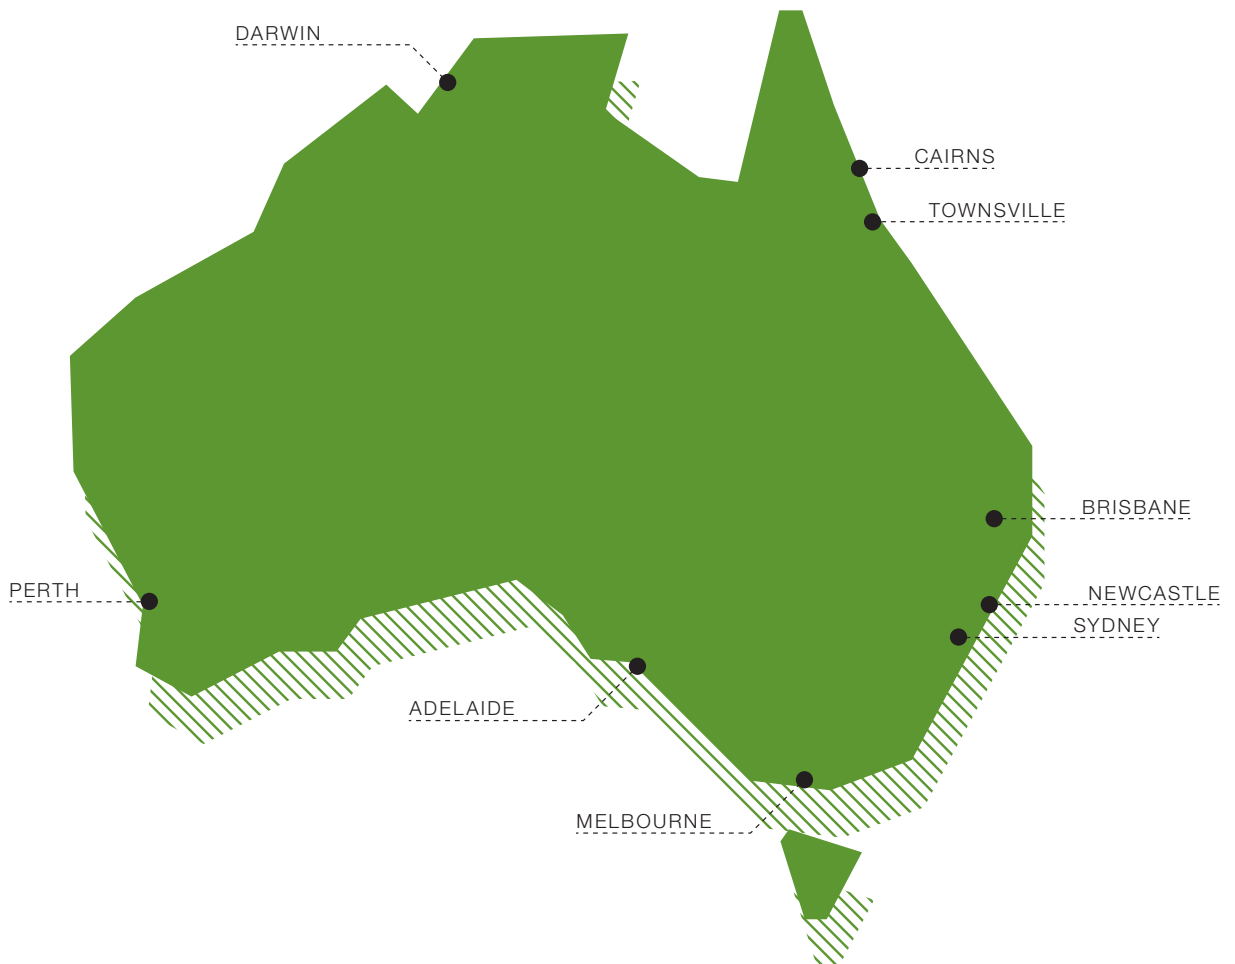 DARWIN
CAIRNS
TOWNSVILLE
BRISBANE
PERTH
NEWCASTLE
SYDNEY
ADELAIDE
MELBOURNE